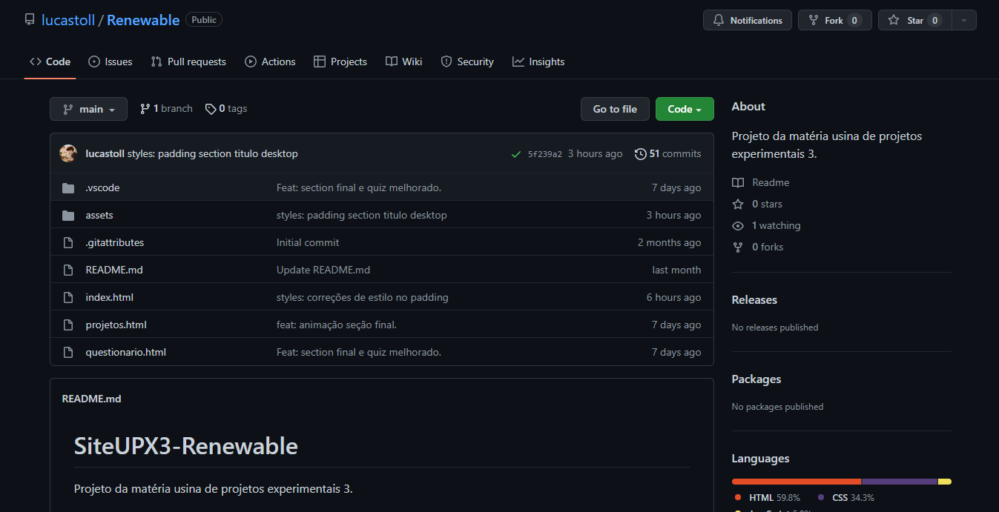 lucastoll / Renewable Public
Notifications Fork 0 Star 0
Code Issues Pull requests Actions Projects Wiki Security Insights
main 1 branch 0 tags Go to file Code
lucastoll styles: padding section titulo desktop 5f239a2 3 hours ago 51 commits
.vscode Feat: section final e quiz melhorado. 7 days ago
assets styles: padding section titulo desktop 3 hours ago
.gitattributes Initial commit 2 months ago
README.md Update README.md last month
index.html styles: correções de estilo no padding 6 hours ago
projetos.html feat: animação seção final. 7 days ago
questionario.html Feat: section final e quiz melhorado. 7 days ago
README.md
SiteUPX3-Renewable
Projeto da matéria usina de projetos experimentais 3.
About
Projeto da matéria usina de projetos
experimentais 3.
Readme
0 stars
1 watching
0 forks
Releases
No releases published
Packages
No packages published
Languages
HTML 59.8% CSS 34.3%